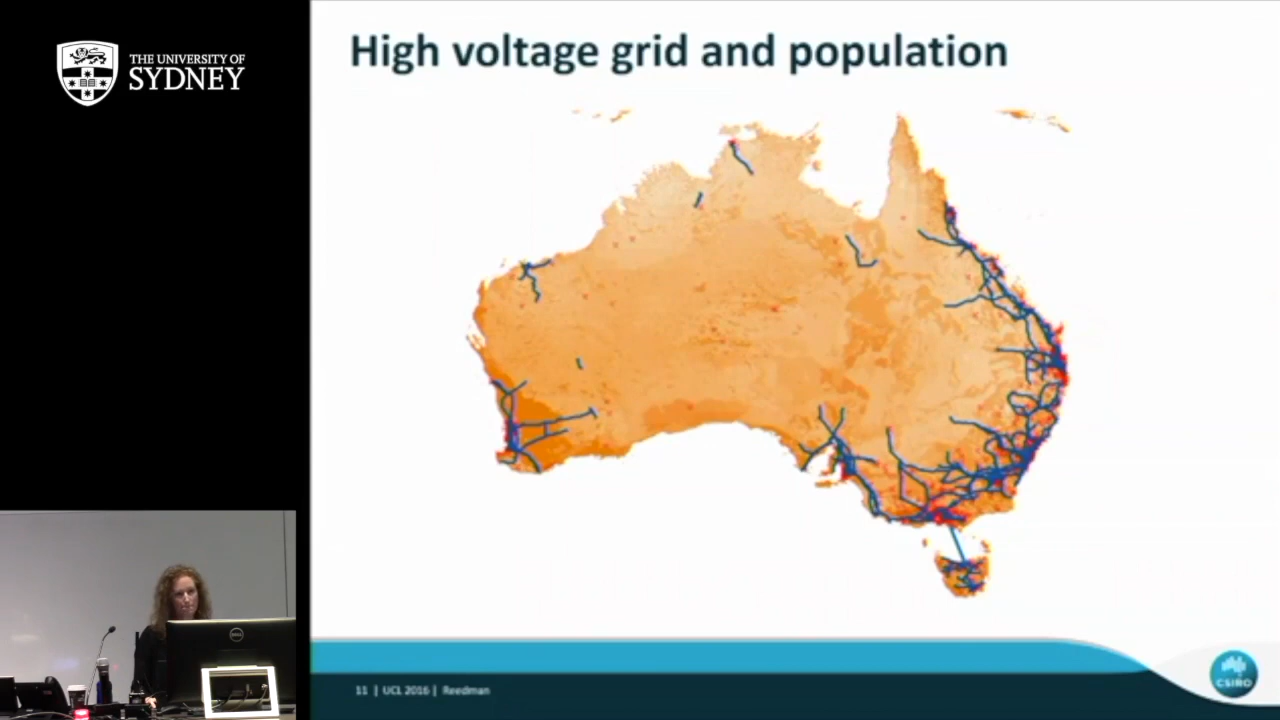 THE UNIVERSITY OF
SYDNEY
High voltage grid and population
DELL
11 | UCL 2016 | Reedman
CSIRO